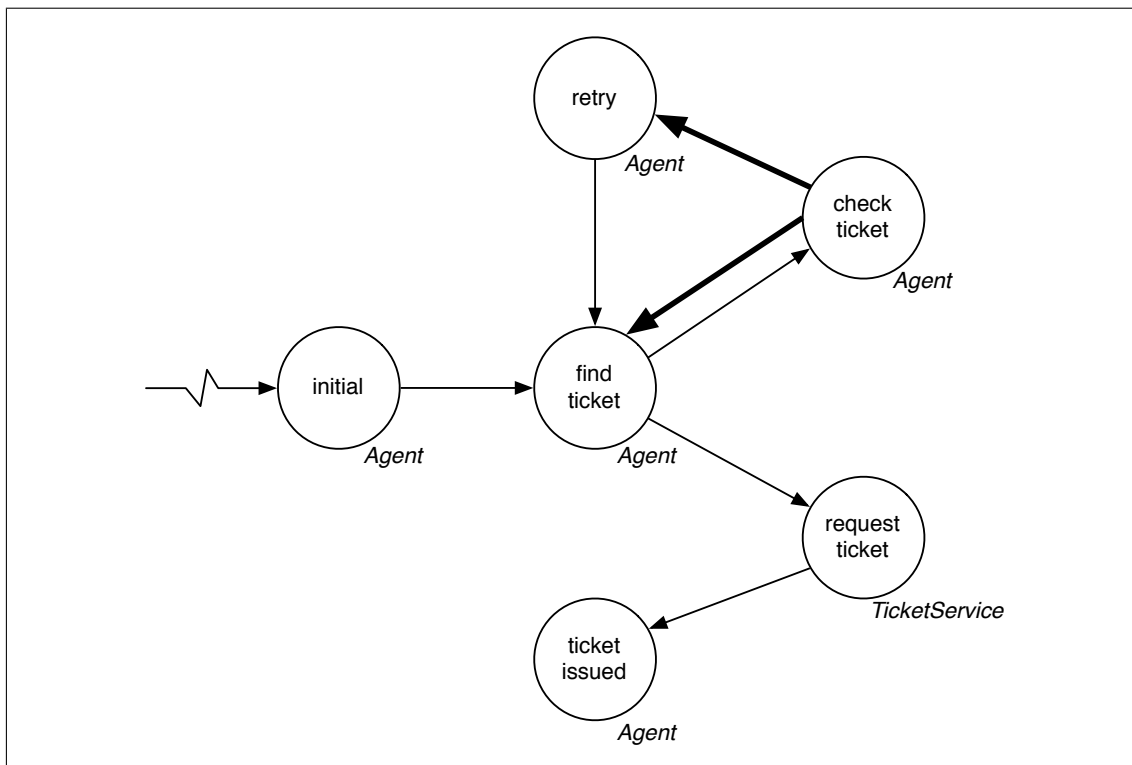 retry
Agent
check
ticket
Agent
initial
Agent
find
ticket
Agent
request
ticket
TicketService
ticket
issued
Agent